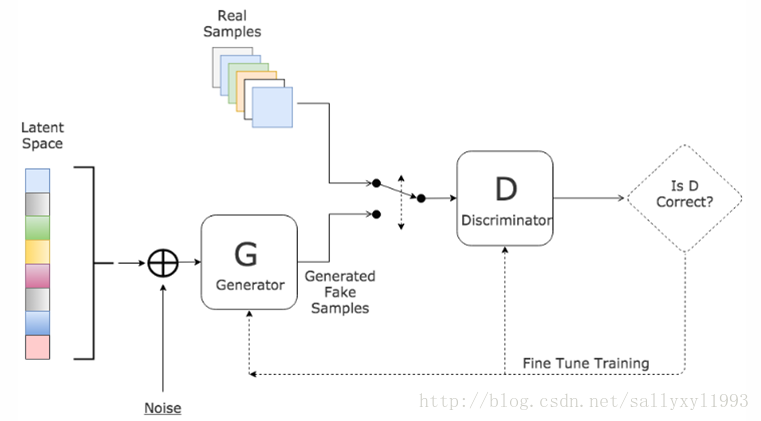 Real
Samples
Latent
Space
D
Discriminator
Is D
Correct?
G
Generator
Generated
Fake
Samples
Fine Tune Training
Noise
http://blog.csdn.net/sallyxyl1993